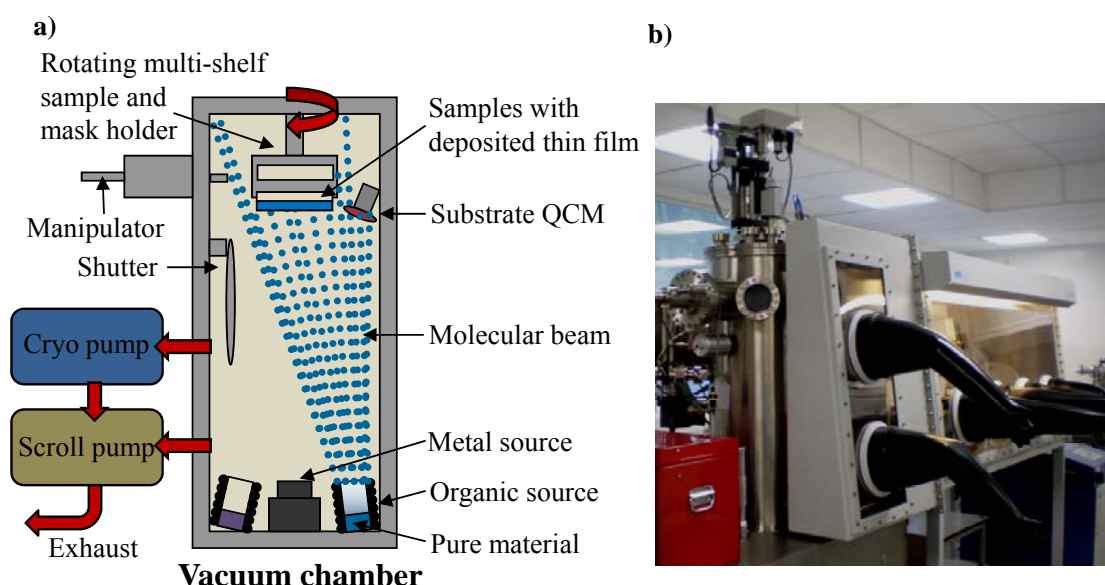 a)
Rotating multi-shelf
sample and
mask holder
Samples with
deposited thin film
Manipulator
Substrate QCM
Shutter
Cryo pump
Molecular beam
Scroll pump
Metal source
Organic source
Exhaust
Pure material
Vacuum chamber
b)